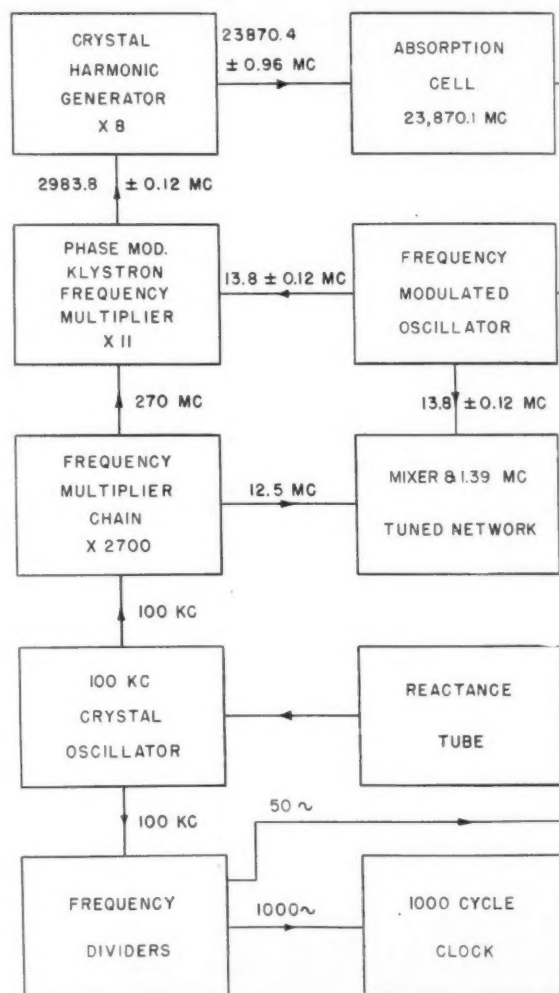 CRYSTAL
HARMONIC
GENERATOR
X 8
23870.4
± 0.96 MC
ABSORPTION
CELL
23,870.1 MC
2983.8 ± 0.12 MC
PHASE MOD.
KLYSTRON
FREQUENCY
MULTIPLIER
X 11
13.8 ± 0.12 MC
FREQUENCY
MODULATED
OSCILLATOR
270 MC
13.8 ± 0.12 MC
FREQUENCY
MULTIPLIER
CHAIN
X 2700
12.5 MC
MIXER & 1.39 MC
TUNED NETWORK
100 KC
100 KC
CRYSTAL
OSCILLATOR
REACTANCE
TUBE
100 KC
50 ~
FREQUENCY
DIVIDERS
1000~
1000 CYCLE
CLOCK